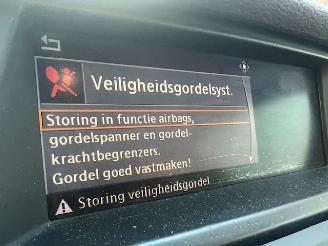 Veiligheidsgordelsyst.
Storing in functie airbags,
gordelspanner en gordel-
krachtbegrenzers.
Gordel goed vastmaken!
Storing veiligheidsgordel